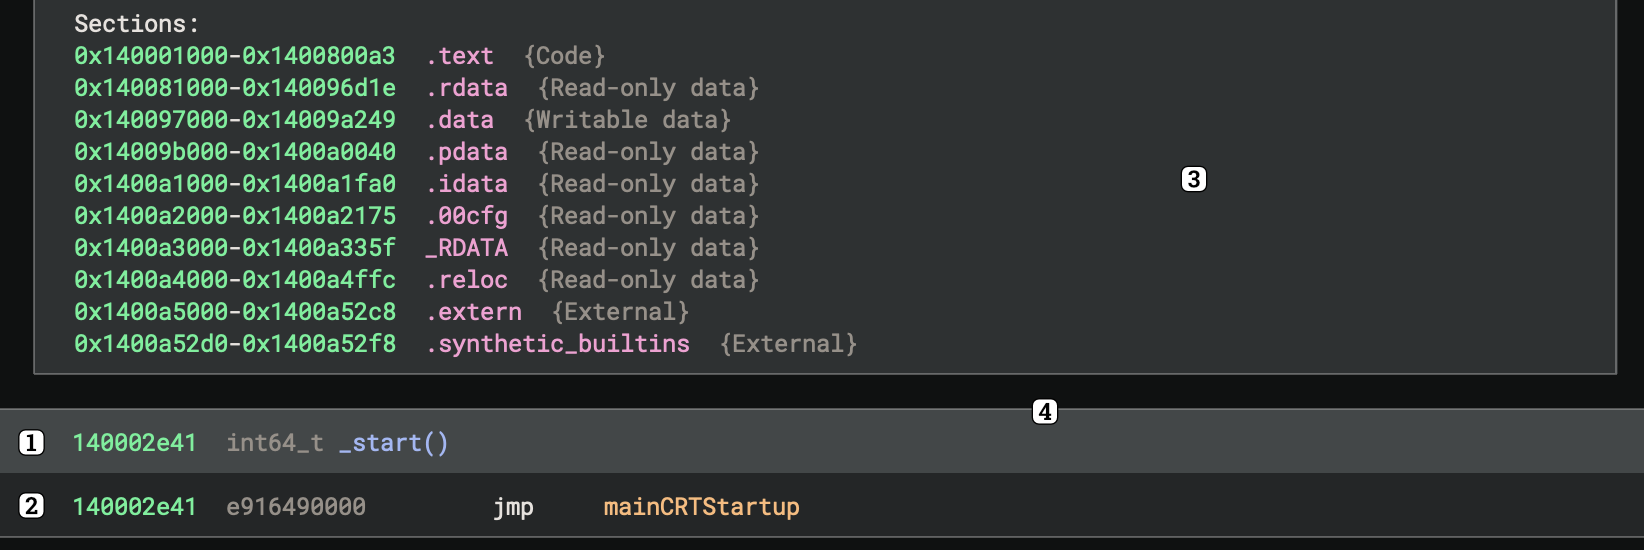 Sections:
0x140001000-0x1400800a3  .text  {Code}
0x140081000-0x140096d1e  .rdata  {Read-only data}
0x140097000-0x14009a249  .data  {Writable data}
0x14009b000-0x1400a0040  .pdata  {Read-only data}
0x1400a1000-0x1400a1fa0  .idata  {Read-only data}
3
0x1400a2000-0x1400a2175  .00cfg  {Read-only data}
0x1400a3000-0x1400a335f  _RDATA  {Read-only data}
0x1400a4000-0x1400a4ffc  .reloc  {Read-only data}
0x1400a5000-0x1400a52c8  .extern  {External}
0x1400a52d0-0x1400a52f8  .synthetic_builtins  {External}
4
1 140002e41  int64_t _start()
2 140002e41  e916490000  jmp  mainCRTStartup